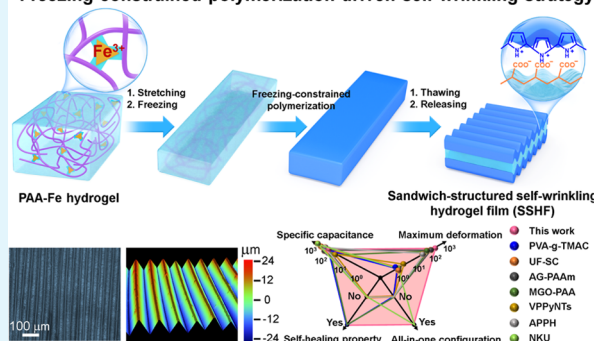 Freezing-constrained polymerization driven self-wrinkling strategy
Fe3+
1. Stretching
2. Freezing
Freezing-constrained
polymerization
1. Thawing
2. Releasing
COO⁻ COO⁻ COO⁻
PAA-Fe hydrogel
Sandwich-structured self-wrinkling
hydrogel film (SSHF)
100 μm
μm
24
12
0
-12
-24
Specific capacitance
Maximum deformation
10³
10²
10¹
10⁰
10³
10²
10¹
10⁰
No
No
Yes
Yes
Self-healing property
All-in-one configuration
This work
PVA-g-TMAC
UF-SC
AG-PAAm
MGO-PAA
VPPyNTs
APPH
NKU